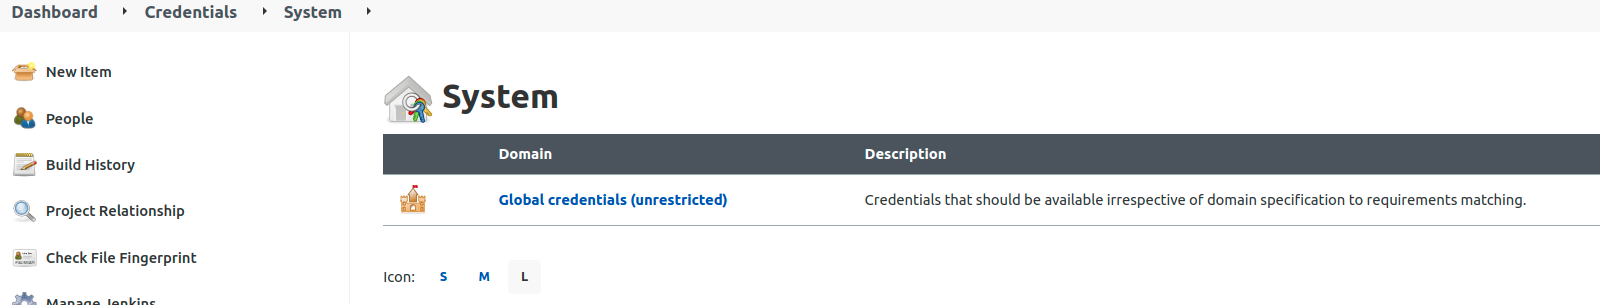 Dashboard Credentials System
New Item
People
Build History
Project Relationship
Check File Fingerprint
Manage Jenkins
System
Domain Description
Global credentials (unrestricted) Credentials that should be available irrespective of domain specification to requirements matching.
Icon: S M L